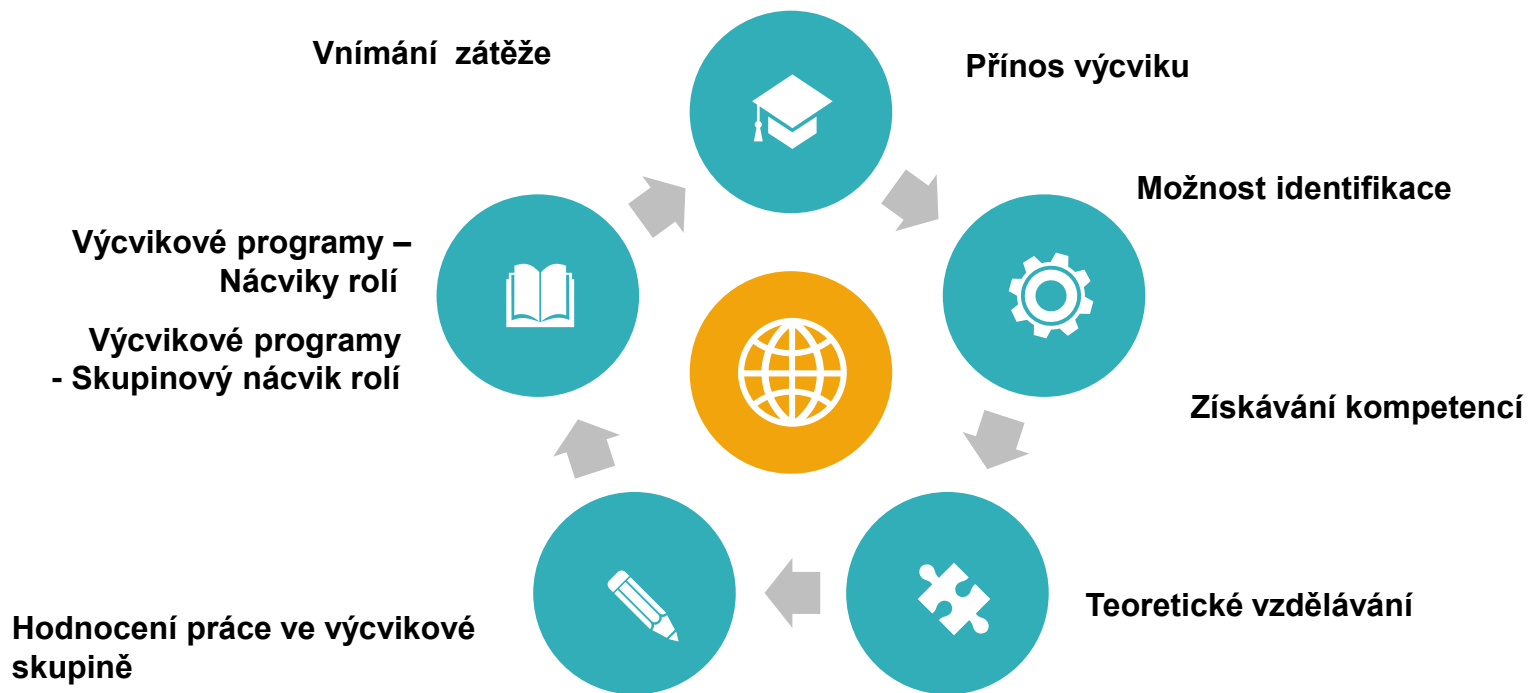 Vnímání  zátěže
Přínos výcviku
Možnost identifikace
Výcvikové programy –
Nácviky rolí
Výcvikové programy
- Skupinový nácvik rolí
Získávání kompetencí
Teoretické vzdělávání
Hodnocení práce ve výcvikové
skupině